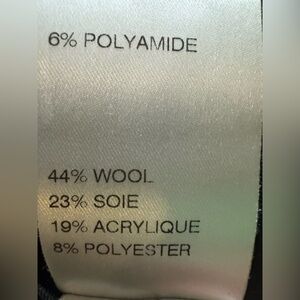 6% POLYAMIDE
44% WOOL
23% SOIE
19% ACRYLIQUE
8% POLYESTER